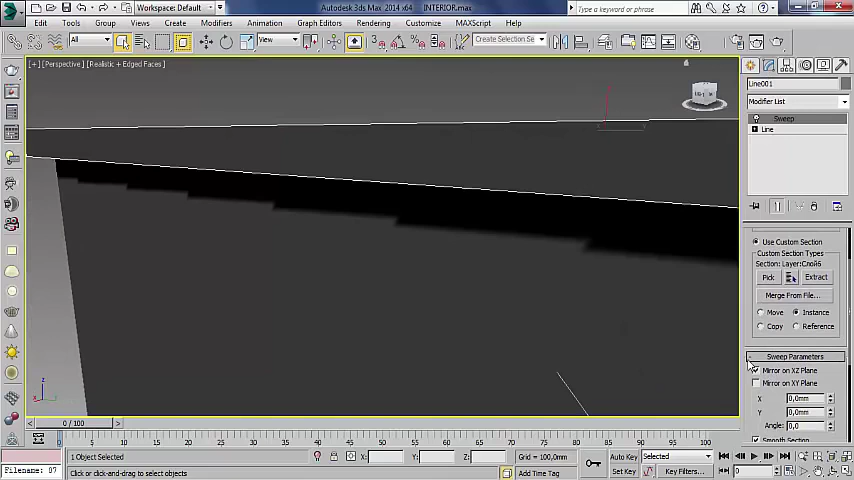 Workspace: Default
Autodesk 3ds Max 2014 x64 INTERIOR.max
Type a keyword or phrase
Edit Tools Group Views Create Modifiers Animation Graph Editors Rendering Customize MAXScript Help
All View Create Selection Se
[+] [Perspective] [Realistic + Edged Faces]
Line001
Modifier List
Sweep
Line
Use Custom Section
Custom Section Types
Section: Layer:Слой6
Pick Extract
Merge From File...
Move Instance
Copy Reference
- Sweep Parameters
Mirror on XZ Plane
Mirror on XY Plane
X 0,0mm
Y 0,0mm
Angle: 0,0
Smooth Section
z
x
< 0 / 100 >
0 5 10 15 20 25 30 35 40 45 50 55 60 65 70 75 80 85 90 95 100
1 Object Selected X: Y: Z: Grid = 100,0mm Auto Key Selected
Filename: 07 Click or click-and-drag to select objects Add Time Tag Set Key Key Filters... 0